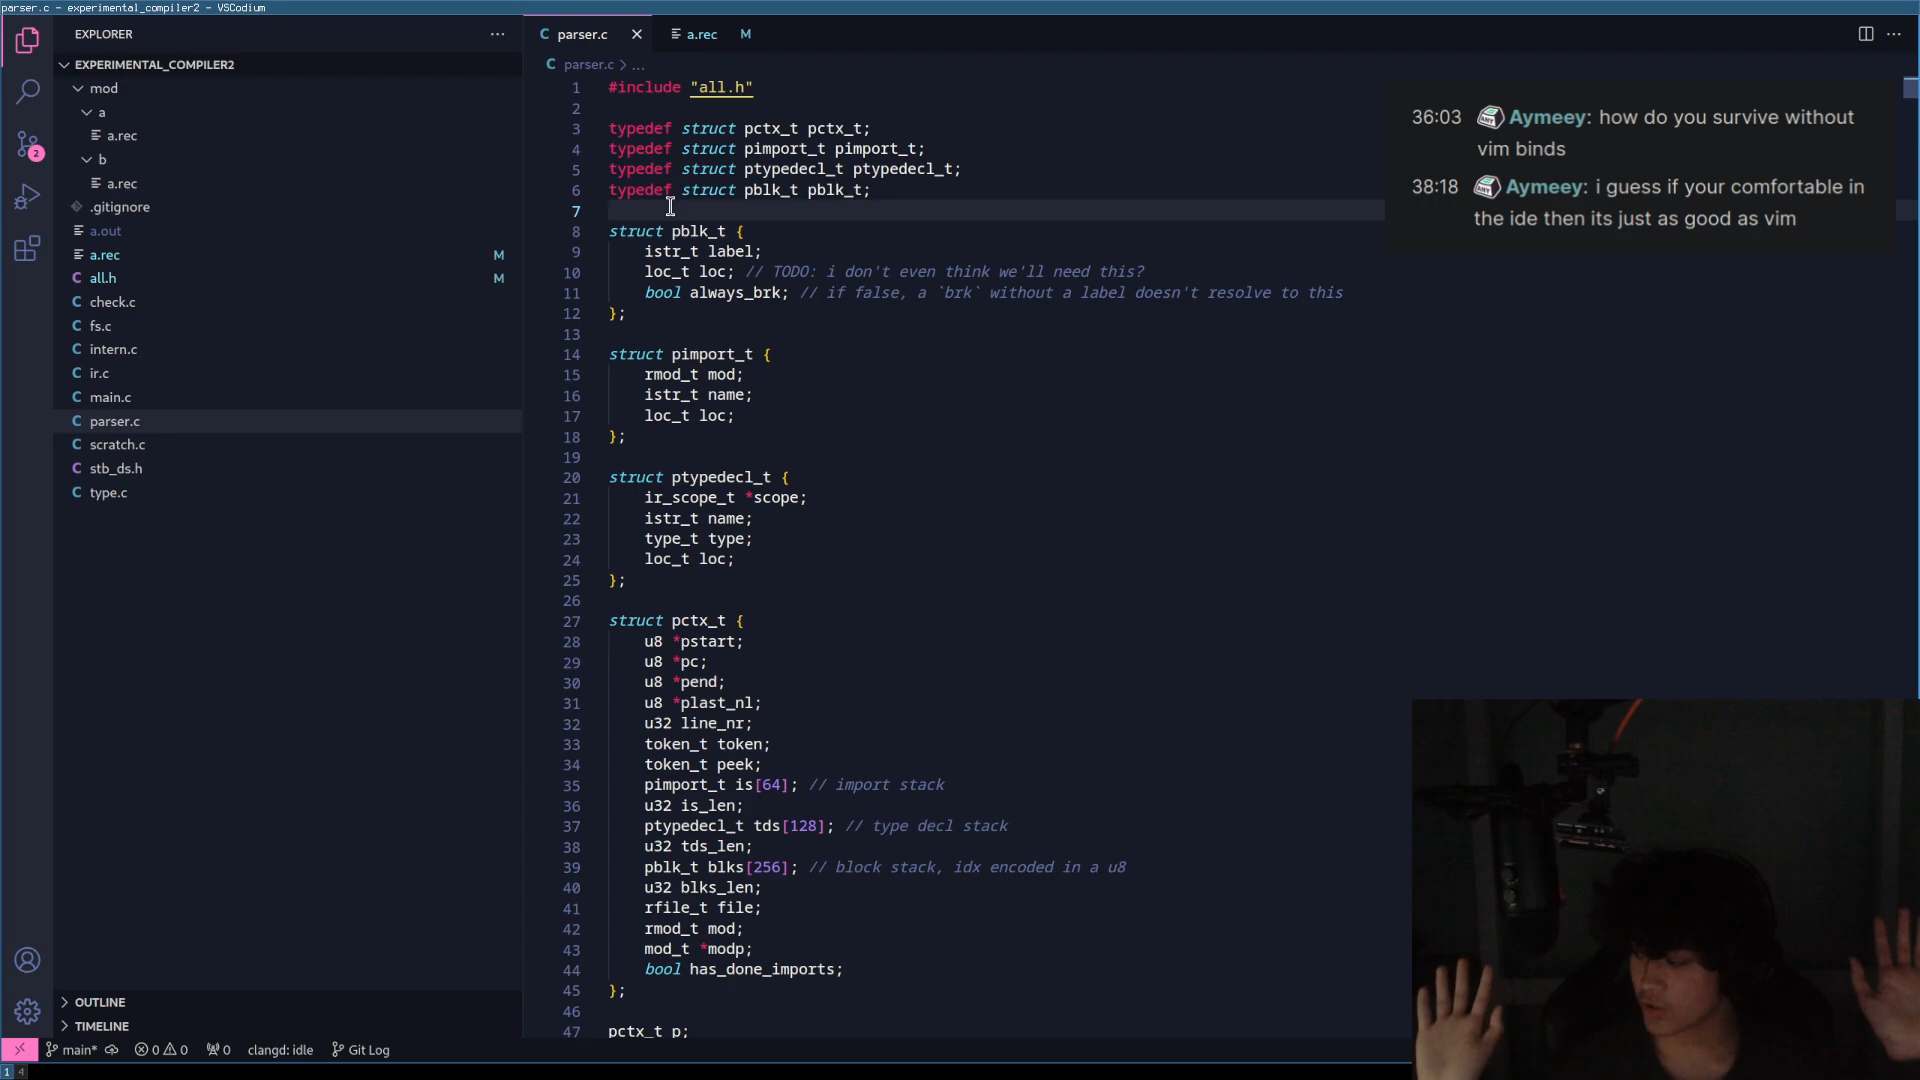 parser.c - experimental_compiler2 - VSCodium
EXPLORER
EXPERIMENTAL_COMPILER2
mod
a
a.rec
b
a.rec
.gitignore
a.out
a.rec M
all.h M
check.c
fs.c
intern.c
ir.c
main.c
parser.c
scratch.c
stb_ds.h
type.c
OUTLINE
TIMELINE
2
parser.c
a.rec M
parser.c > ...
1 #include "all.h"
2
3 typedef struct pctx_t pctx_t;
4 typedef struct pimport_t pimport_t;
5 typedef struct ptypedecl_t ptypedecl_t;
6 typedef struct pblk_t pblk_t;
7
8 struct pblk_t {
9 istr_t label;
10 loc_t loc; // TODO: i don't even think we'll need this?
11 bool always_brk; // if false, a `brk` without a label doesn't resolve to this
12 };
13
14 struct pimport_t {
15 rmod_t mod;
16 istr_t name;
17 loc_t loc;
18 };
19
20 struct ptypedecl_t {
21 ir_scope_t *scope;
22 istr_t name;
23 type_t type;
24 loc_t loc;
25 };
26
27 struct pctx_t {
28 u8 *pstart;
29 u8 *pc;
30 u8 *pend;
31 u8 *plast_nl;
32 u32 line_nr;
33 token_t token;
34 token_t peek;
35 pimport_t is[64]; // import stack
36 u32 is_len;
37 ptypedecl_t tds[128]; // type decl stack
38 u32 tds_len;
39 pblk_t blks[256]; // block stack, idx encoded in a u8
40 u32 blks_len;
41 rfile_t file;
42 rmod_t mod;
43 mod_t *modp;
44 bool has_done_imports;
45 };
46
47 pctx_t p;
36:03 Aymeey: how do you survive without
vim binds
38:18 Aymeey: i guess if your comfortable in
the ide then its just as good as vim
main* 0 0 0 clangd: idle Git Log
1 4